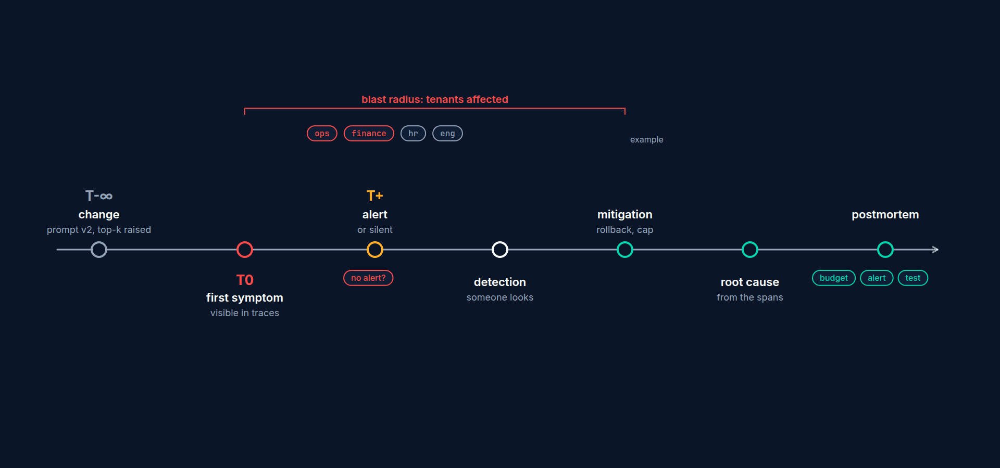 blast radius: tenants affected
ops finance hr eng
example
T-∞
change
prompt v2, top-k raised
T0
first symptom
visible in traces
T+
alert
or silent
no alert?
detection
someone looks
mitigation
rollback, cap
root cause
from the spans
postmortem
budget alert test